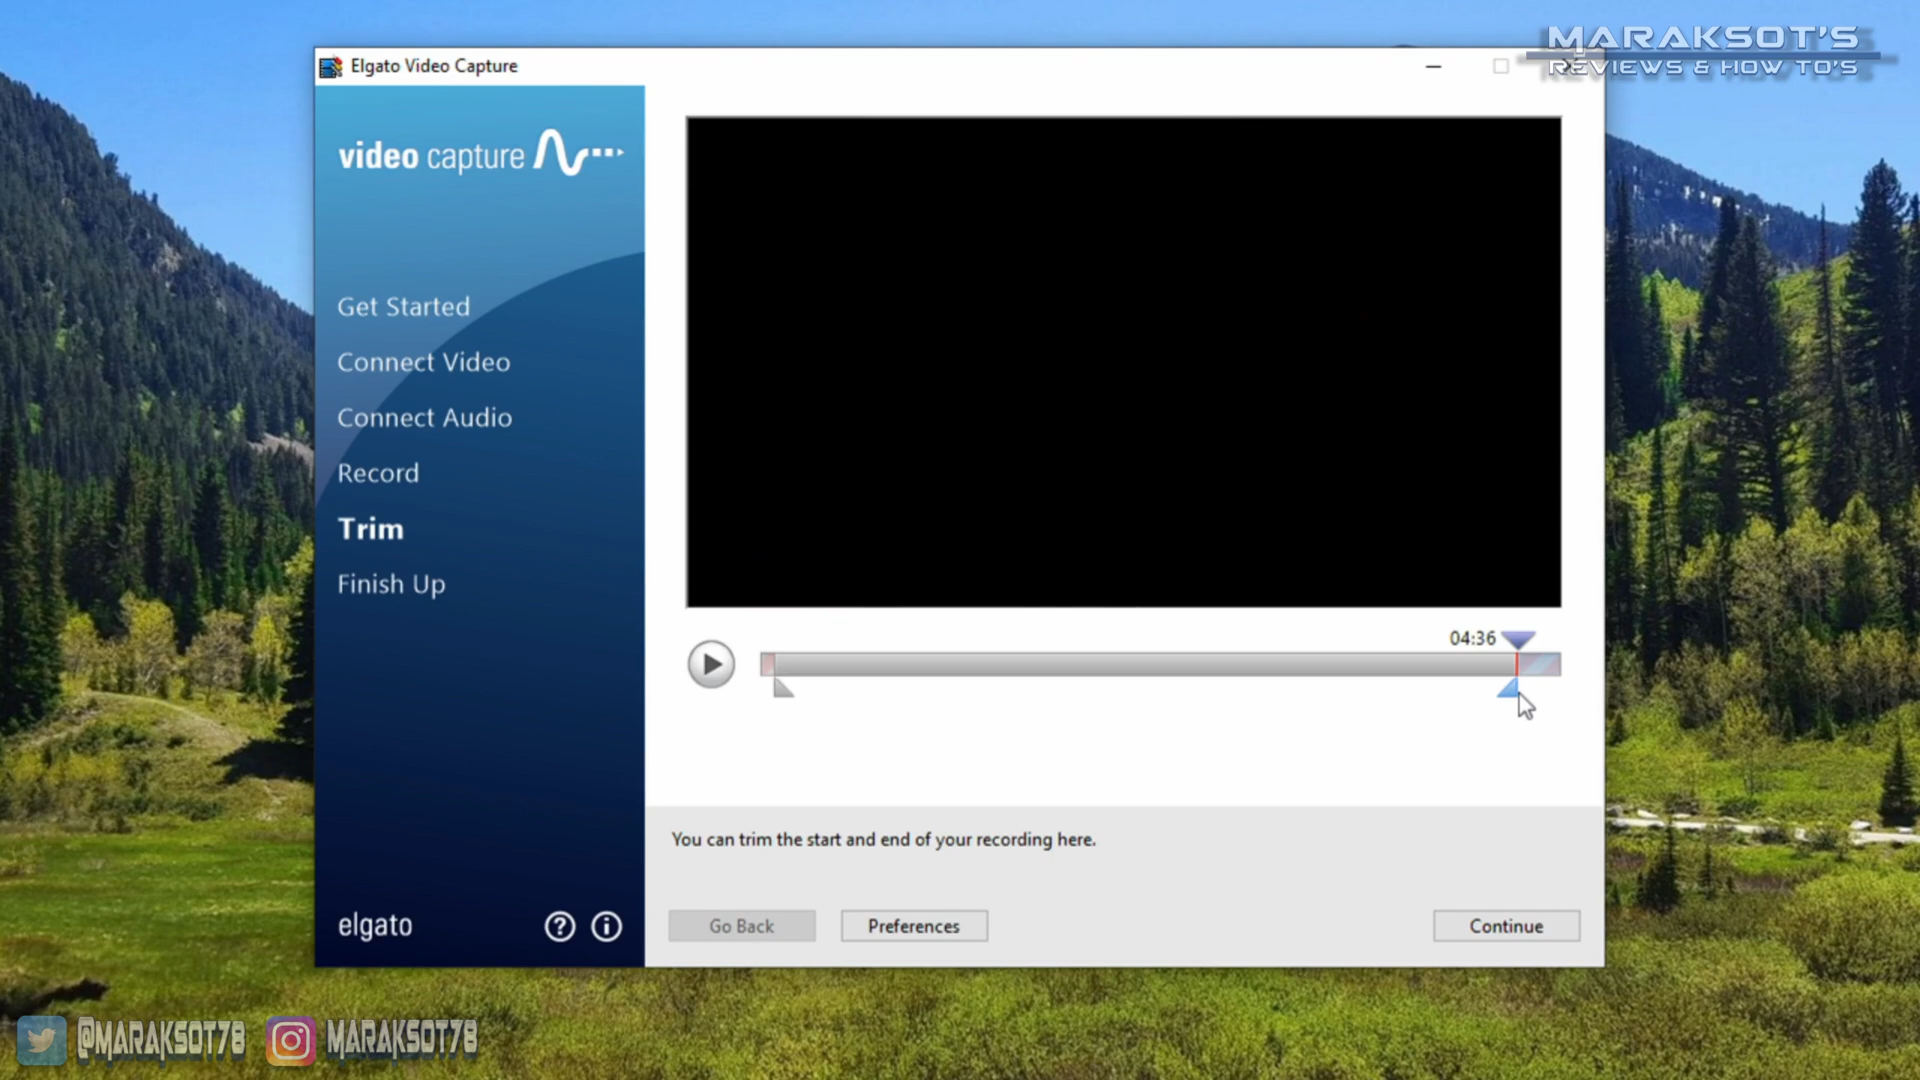 Elgato Video Capture
MARAKSOT'S
REVIEWS & HOW TO'S
video capture
Get Started
Connect Video
Connect Audio
Record
Trim
Finish Up
04:36
You can trim the start and end of your recording here.
elgato
Go Back
Preferences
Continue
@MARAKSOT78
MARAKSOT78